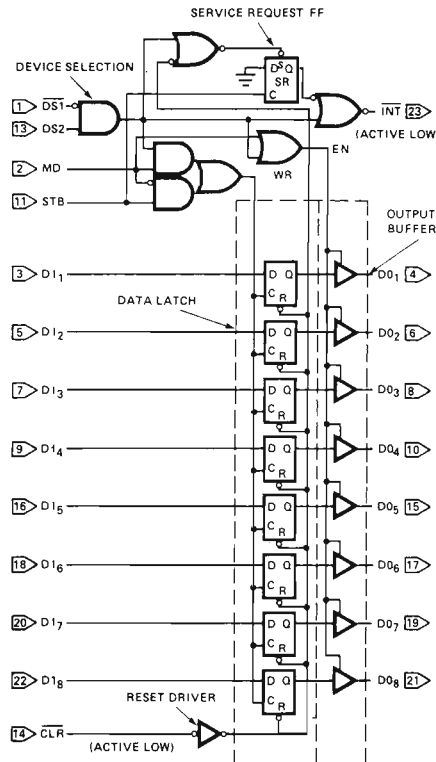 SERVICE REQUEST FF
DEVICE SELECTION
S
D Q
SR
C
1 DS1
13 DS2
INT 23
(ACTIVE LOW
2 MD
EN
WR
11 STB
OUTPUT
BUFFER
3 DI1
D Q
C R
DO1 4
DATA LATCH
5 DI2
D Q
C R
DO2 6
7 DI3
D Q
C R
DO3 8
9 DI4
D Q
C R
DO4 10
16 DI5
D Q
C R
DO5 15
18 DI6
D Q
C R
DO6 17
20 DI7
D Q
C R
DO7 19
22 D18
D Q
C R
DO8 21
RESET DRIVER
14 CLR
(ACTIVE LOW)